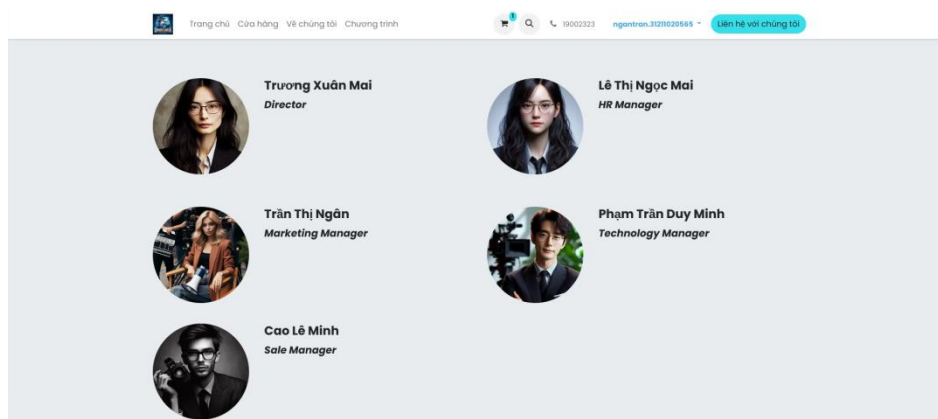 Trang chủ Cửa hàng Về chúng tôi Chương trình 1 19002323 ngantran.31211020565 Liên hệ với chúng tôi
Trương Xuân Mai Lê Thị Ngọc Mai
Director HR Manager
Trần Thị Ngân Phạm Trần Duy Minh
Marketing Manager Technology Manager
Cao Lê Minh
Sale Manager